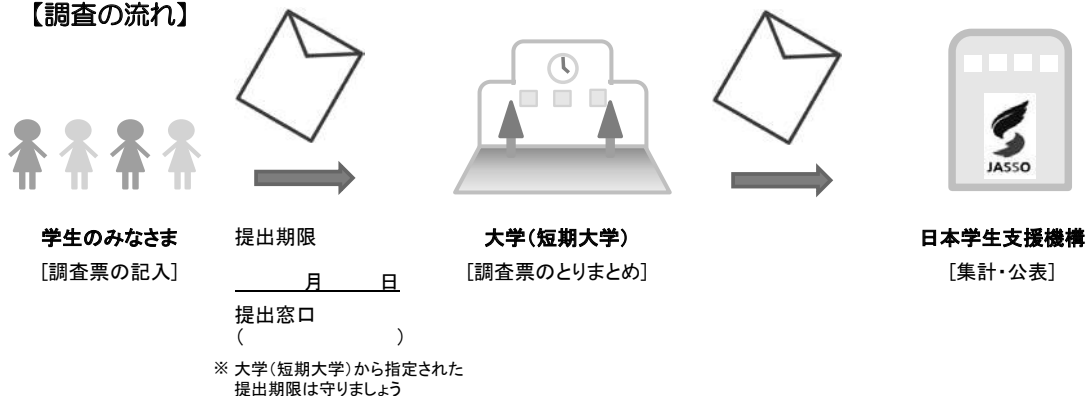 【調査の流れ】
JASSO
学生のみなさま
[調査票の記入]
提出期限
月 日
提出窓口
( )
※ 大学(短期大学)から指定された
提出期限は守りましょう
大学(短期大学)
[調査票のとりまとめ]
日本学生支援機構
[集計・公表]